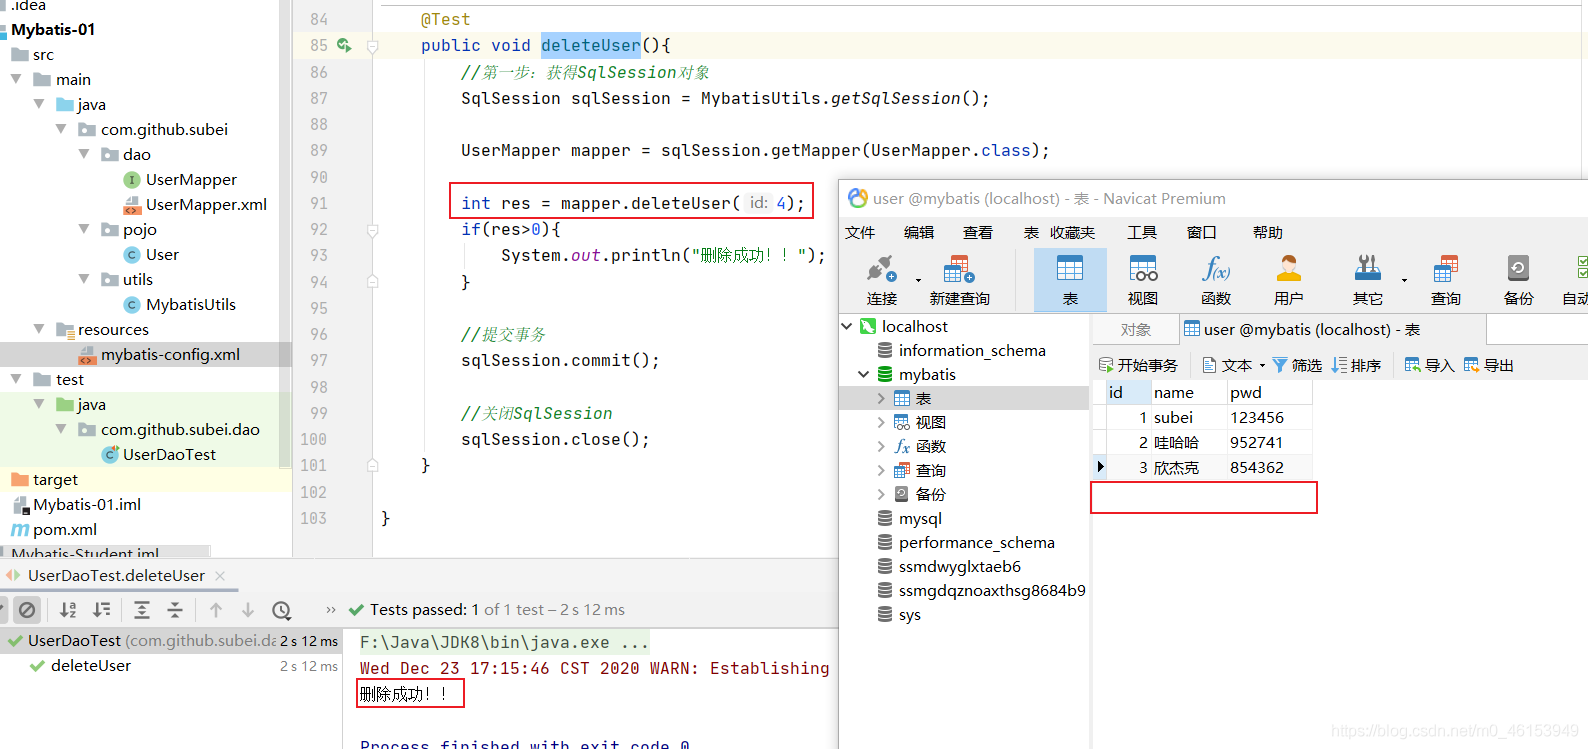 .idea
Mybatis-01
src
main
java
com.github.subei
dao
UserMapper
UserMapper.xml
pojo
User
utils
MybatisUtils
resources
mybatis-config.xml
test
java
com.github.subei.dao
UserDaoTest
target
Mybatis-01.iml
pom.xml
Mybatis-Student.iml
84 @Test
85 public void deleteUser(){
86 //第一步：获得SqlSession对象
87 SqlSession sqlSession = MybatisUtils.getSqlSession();
88
89 UserMapper mapper = sqlSession.getMapper(UserMapper.class);
90
91 int res = mapper.deleteUser( id: 4);
92 if(res>0){
93 System.out.println("删除成功！！");
94 }
95
96 //提交事务
97 sqlSession.commit();
98
99 //关闭SqlSession
100 sqlSession.close();
101 }
102
103 }
user @mybatis (localhost) - 表 - Navicat Premium
文件 编辑 查看 表 收藏夹 工具 窗口 帮助
连接 新建查询 表 视图 函数 用户 其它 查询 备份 自动
localhost
information_schema
mybatis
表
视图
函数
查询
备份
mysql
performance_schema
ssmdwyglxtaeb6
ssmgdqznoaxthsg8684b9
sys
对象 user @mybatis (localhost) - 表
开始事务 文本 筛选 排序 导入 导出
id name pwd
1 subei 123456
2 哇哈哈 952741
3 欣杰克 854362
UserDaoTest.deleteUser
Tests passed: 1 of 1 test – 2 s 12 ms
UserDaoTest (com.github.subei.da 2 s 12 ms
deleteUser 2 s 12 ms
F:\Java\JDK8\bin\java.exe ...
Wed Dec 23 17:15:46 CST 2020 WARN: Establishing
删除成功！！
Process finished with exit code 0
https://blog.csdn.net/m0_46153949